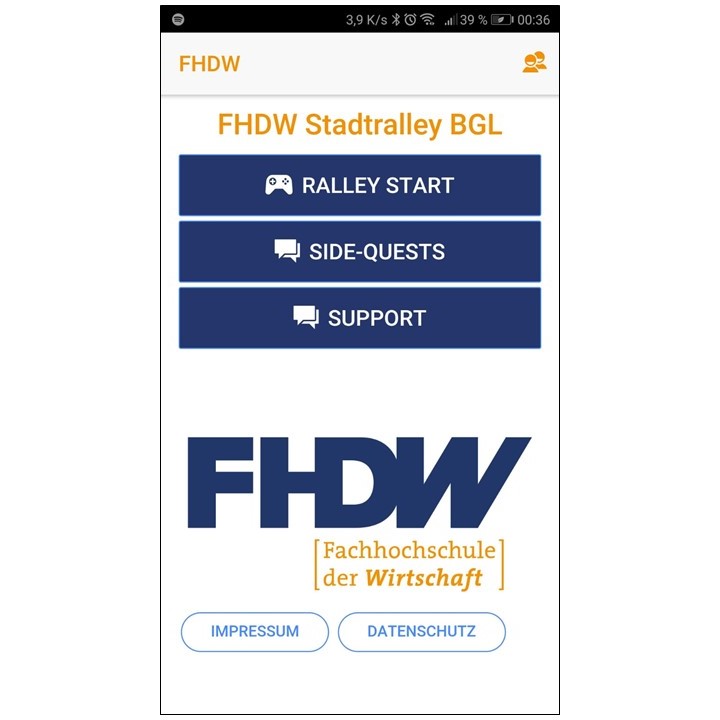 3,9 K/s 39 % 00:36
FHDW
FHDW Stadtralley BGL
RALLEY START
SIDE-QUESTS
SUPPORT
FHDW
[Fachhochschule
der Wirtschaft]
IMPRESSUM DATENSCHUTZ